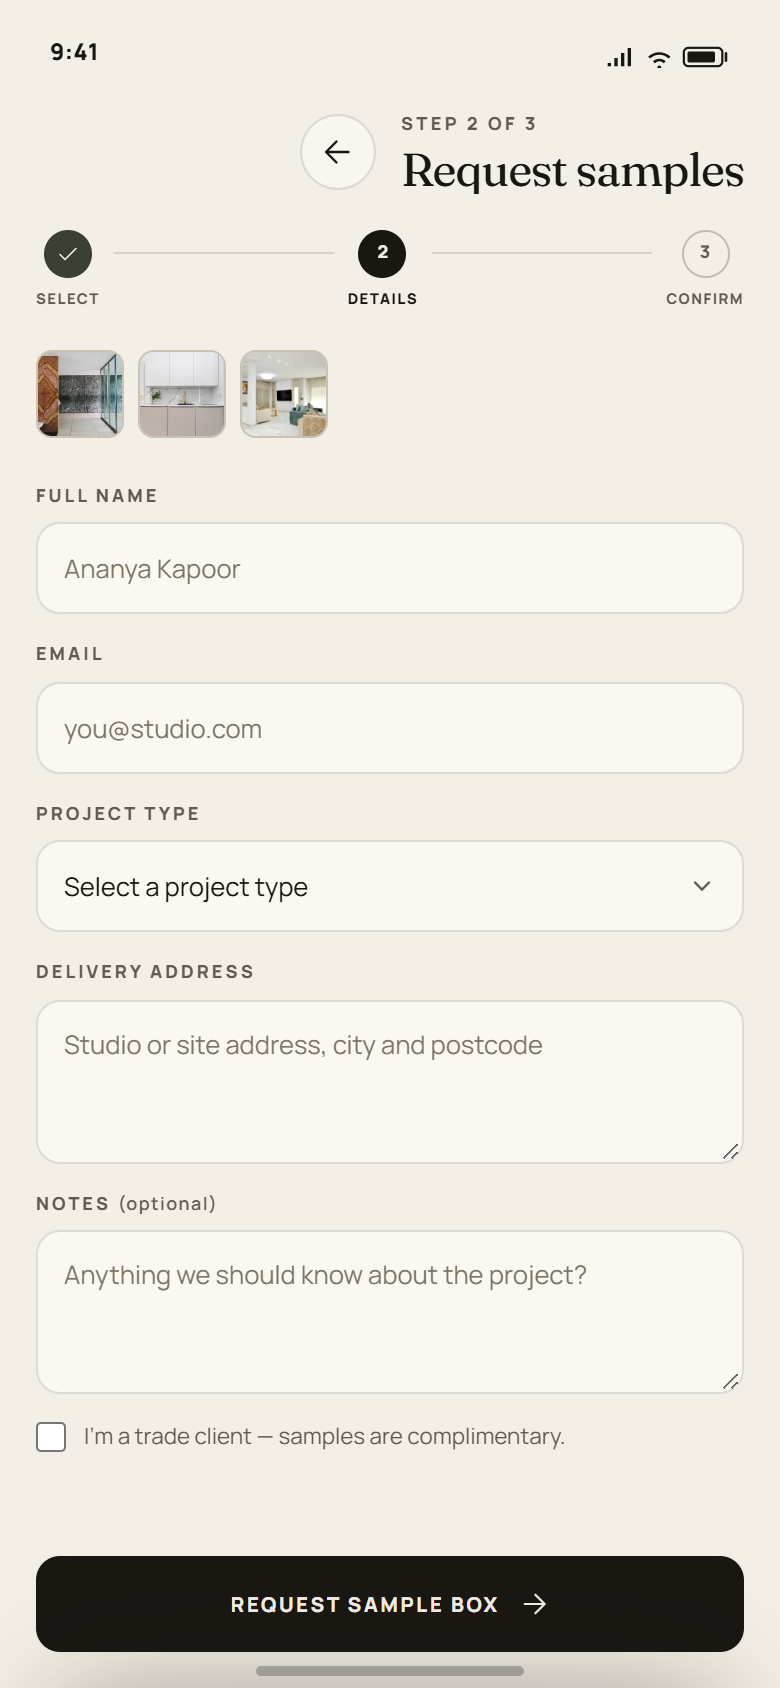 9:41
STEP 2 OF 3
Request samples
2
3
SELECT
DETAILS
CONFIRM
FULL NAME
Ananya Kapoor
EMAIL
you@studio.com
PROJECT TYPE
Select a project type
DELIVERY ADDRESS
Studio or site address, city and postcode
NOTES (optional)
Anything we should know about the project?
I'm a trade client — samples are complimentary.
REQUEST SAMPLE BOX